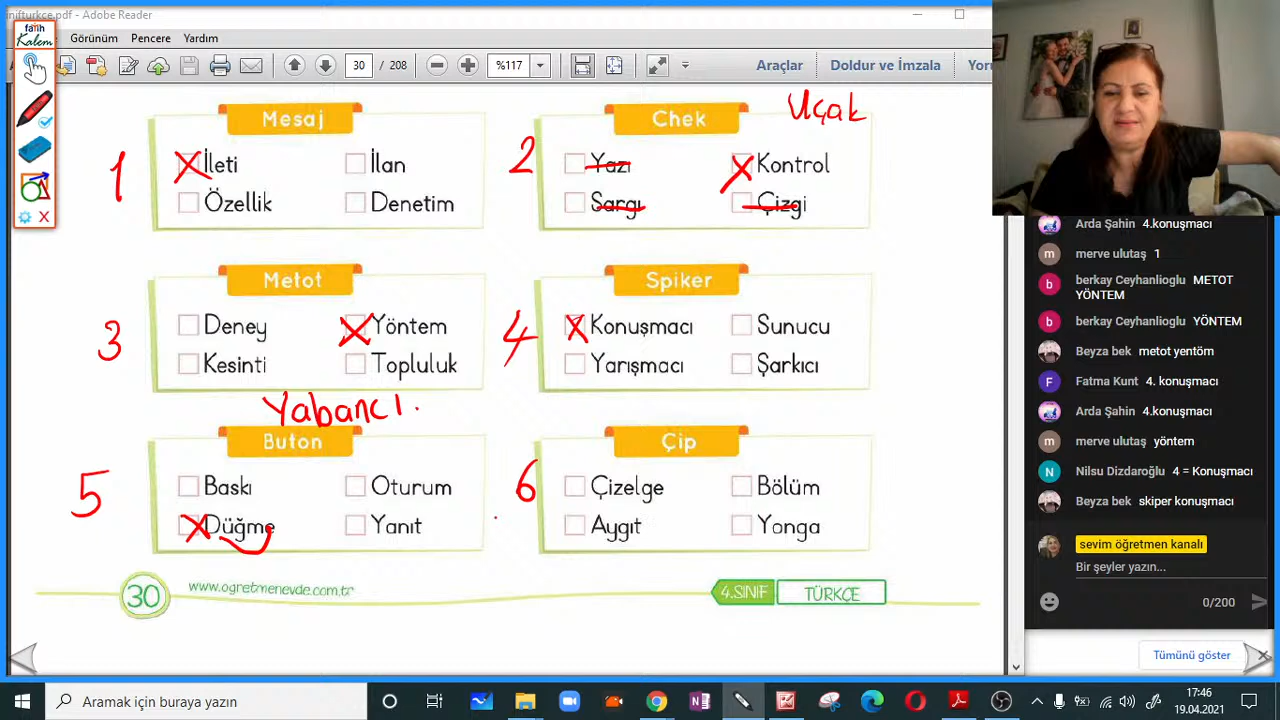 nifturkce.pdf - Adobe Reader
fatih
Kalem
Görünüm Pencere Yardım
30 / 208
%117
Araçlar
Doldur ve İmzala
Yoru
Uçak
1
Mesaj
İleti
İlan
Özellik
Denetim
2
Chek
Yazı
Kontrol
Sargı
Çizgi
3
Metot
Deney
Yöntem
Kesinti
Topluluk
4
Spiker
Konuşmacı
Sunucu
Yarışmacı
Şarkıcı
Yabancı.
5
Buton
Baskı
Oturum
Düğme
Yanıt
6
Çip
Çizelge
Bölüm
Aygıt
Yonga
30
www.ogretmenevde.com.tr
4.SINIF
TÜRKÇE
Arda Şahin 4.konuşmacı
m merve ulutaş 1
b berkay Ceyhanlioglu METOT
YÖNTEM
b berkay Ceyhanlioglu YÖNTEM
Beyza bek metot yentöm
F Fatma Kunt 4. konuşmacı
Arda Şahin 4.konuşmacı
m merve ulutaş yöntem
N Nilsu Dizdaroğlu 4 = Konuşmacı
Beyza bek skiper konuşmacı
sevim öğretmen kanalı
Bir şeyler yazın...
0/200
Tümünü göster
Aramak için buraya yazın
17:46
19.04.2021